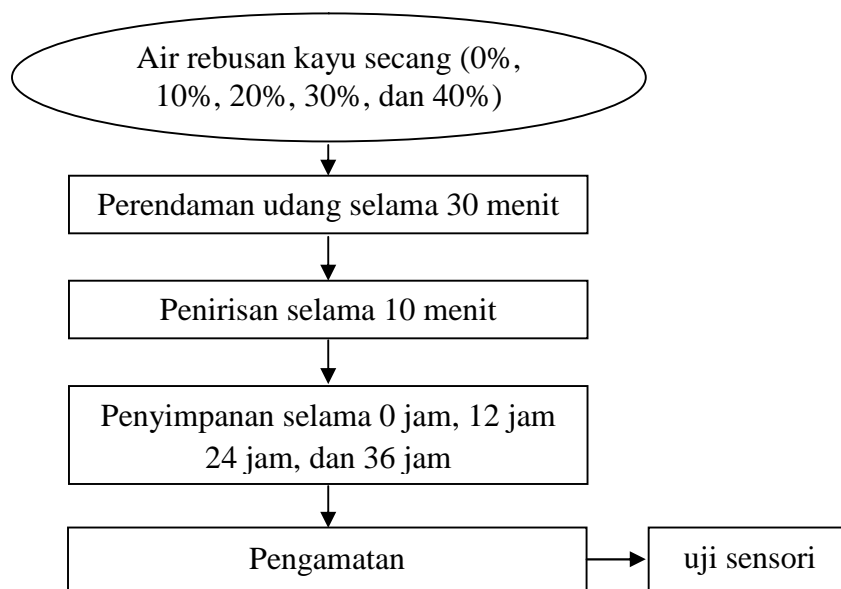 Air rebusan kayu secang (0%,
10%, 20%, 30%, dan 40%)
Perendaman udang selama 30 menit
Penirisan selama 10 menit
Penyimpanan selama 0 jam, 12 jam
24 jam, dan 36 jam
Pengamatan
uji sensori